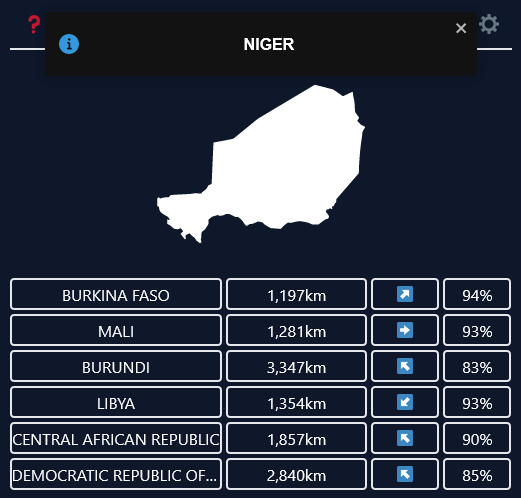 ?
NIGER
BURKINA FASO 1,197km ↗ 94%
MALI 1,281km ➡ 93%
BURUNDI 3,347km ↖ 83%
LIBYA 1,354km ↙ 93%
CENTRAL AFRICAN REPUBLIC 1,857km ↖ 90%
DEMOCRATIC REPUBLIC OF... 2,840km ↖ 85%